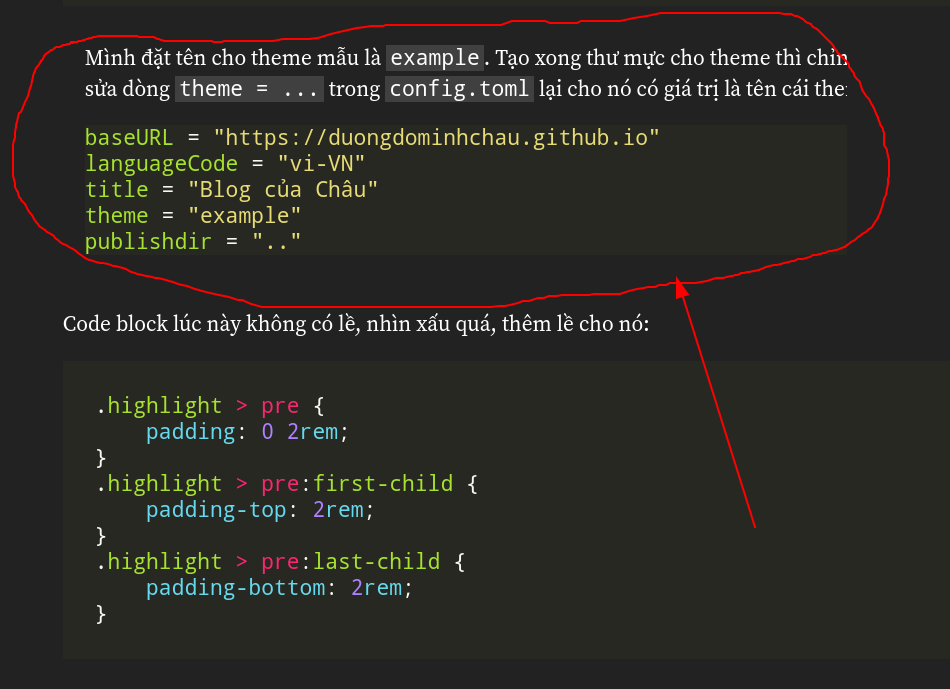 Mình đặt tên cho theme mẫu là example. Tạo xong thư mực cho theme thì chỉn
sửa dòng theme = ... trong config.toml lại cho nó có giá trị là tên cái
baseURL = "https://duongdominhchau.github.io"
languageCode = "vi-VN"
title = "Blog của Châu"
theme = "example"
publishdir = ".."
Code block lúc này không có lề, nhìn xấu quá, thêm lề cho nó:
.highlight > pre {
    padding: 0 2rem;
}
.highlight > pre:first-child {
    padding-top: 2rem;
}
.highlight > pre:last-child {
    padding-bottom: 2rem;
}